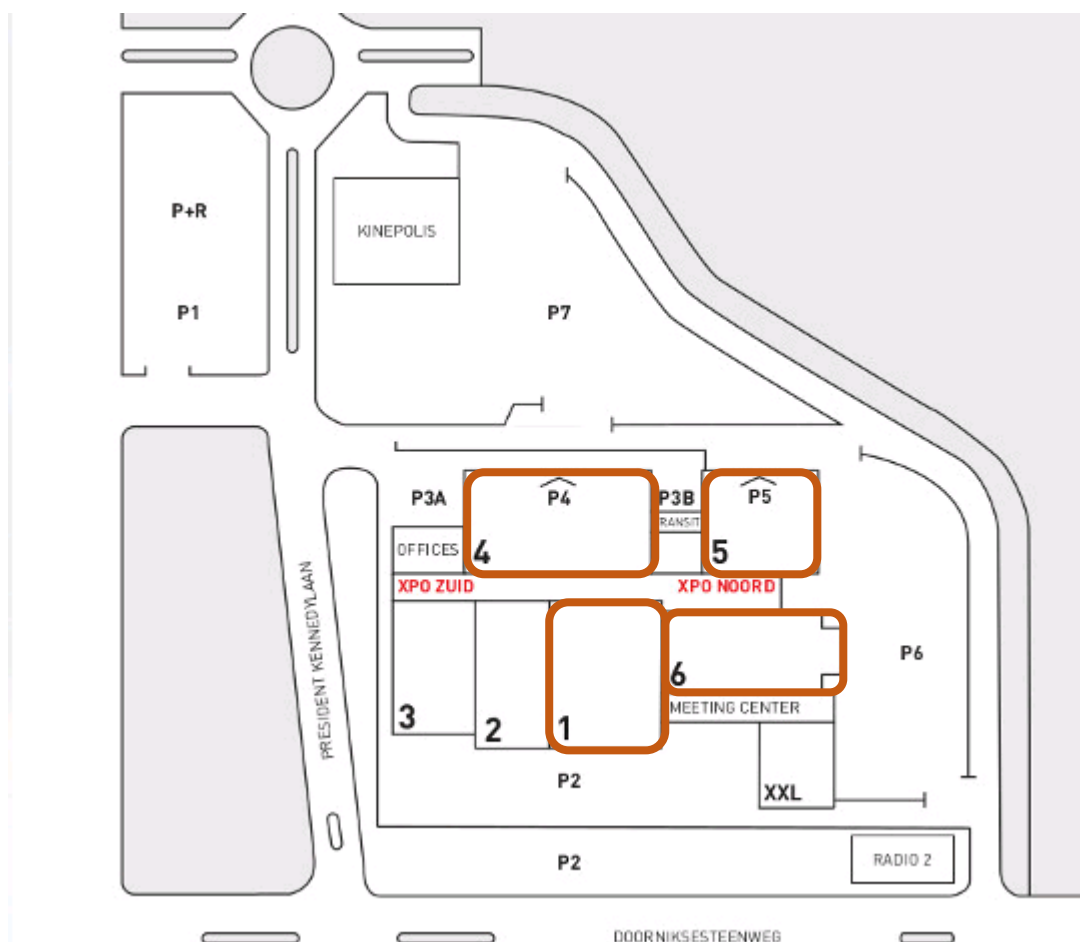 P+R
KINEPOLIS
P1
P7
P3A
P4
P3B
P5
TRANSIT
OFFICES
4
5
XPO ZUID
XPO NOORD
PRESIDENT KENNEDYLAAN
P6
6
MEETING CENTER
3
2
1
P2
XXL
P2
RADIO 2
DOORNIKSESTEENWEG